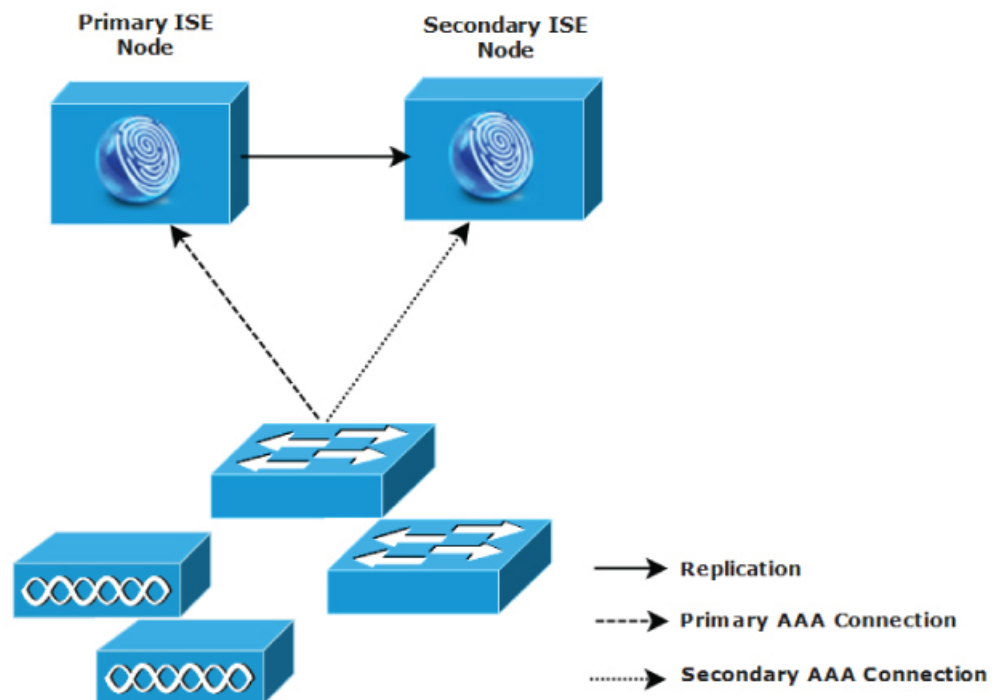 Primary ISE
Node
Secondary ISE
Node
Replication
Primary AAA Connection
Secondary AAA Connection